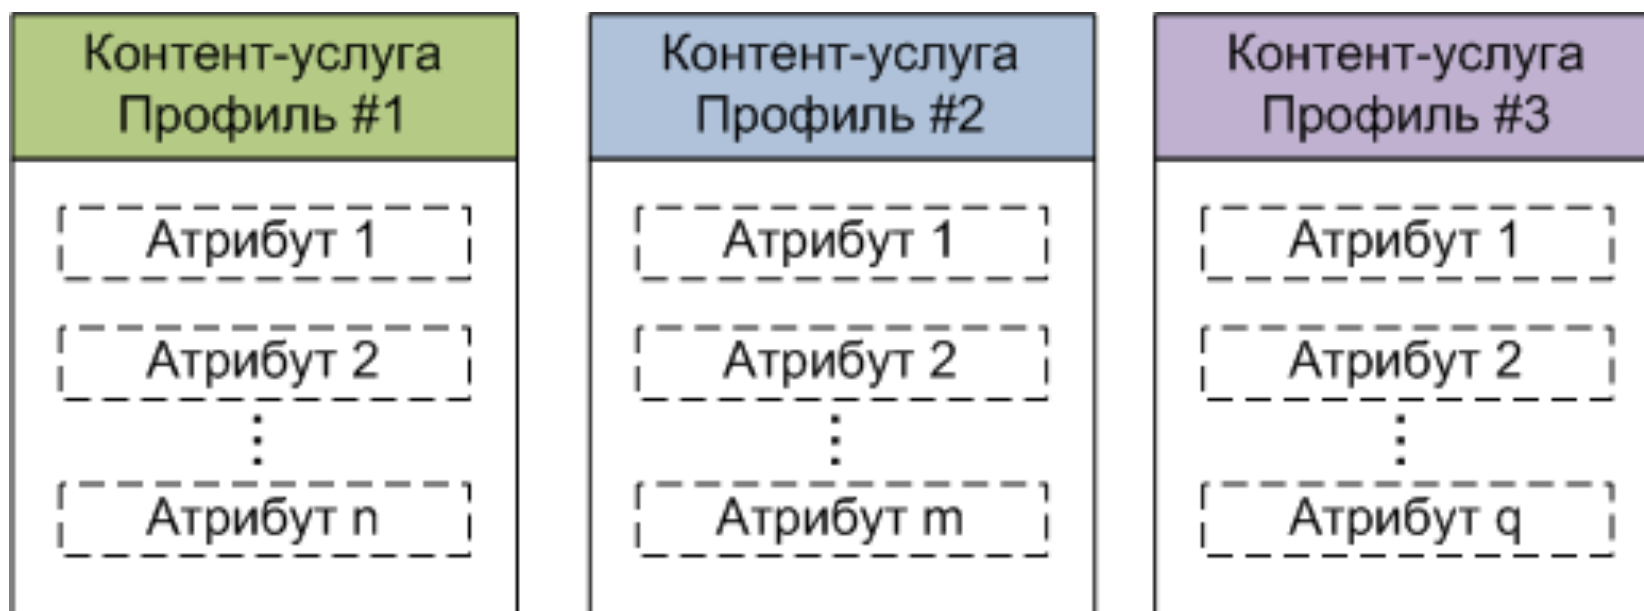 Контент-услуга
Профиль #1
Атрибут 1
Атрибут 2
Атрибут n
Контент-услуга
Профиль #2
Атрибут 1
Атрибут 2
Атрибут m
Контент-услуга
Профиль #3
Атрибут 1
Атрибут 2
Атрибут q